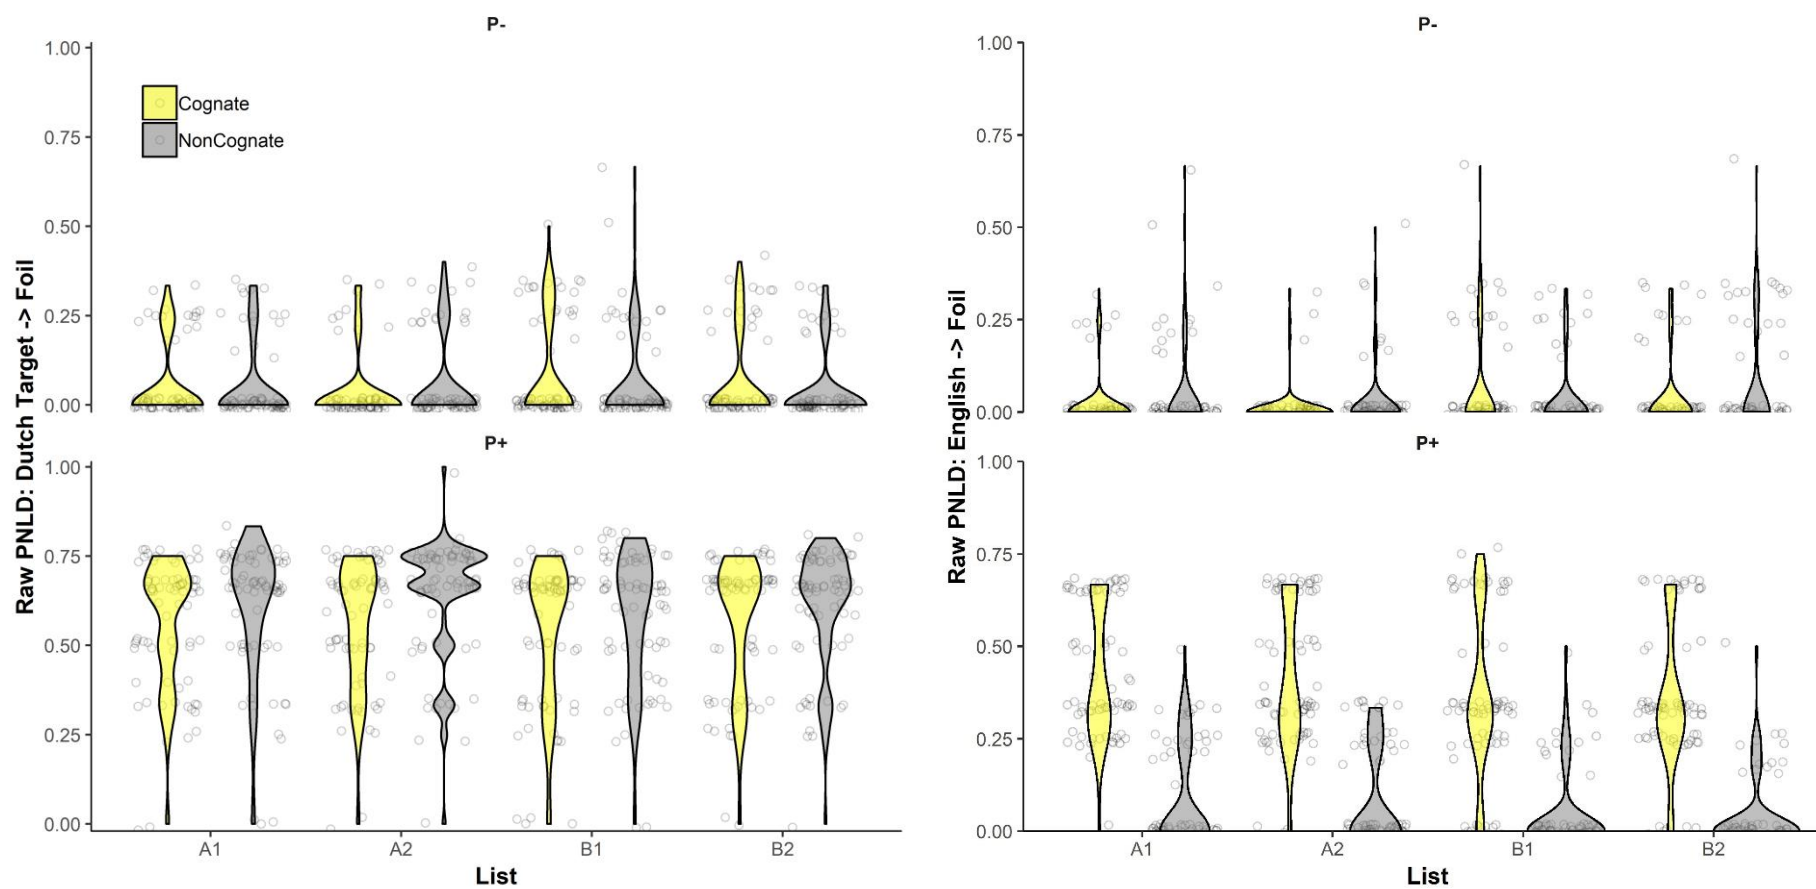 P-
1.00
0.75
0.50
0.25
0.00
Cognate
NonCognate
P+
1.00
0.75
0.50
0.25
0.00
A1
A2
B1
B2
List
Raw PNLD: Dutch Target -> Foil
P-
1.00
0.75
0.50
0.25
0.00
P+
1.00
0.75
0.50
0.25
0.00
A1
A2
B1
B2
List
Raw PNLD: English -> Foil